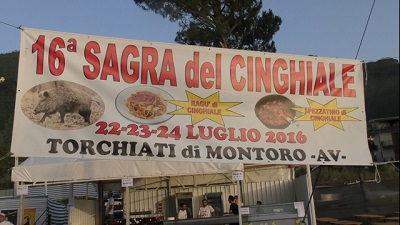 16ª SAGRA del CINGHIALE
RAGU' di
CINGHIALE
SPEZZATINO di
CINGHIALE
22-23-24 LUGLIO 2016
TORCHIATI di MONTORO -AV-